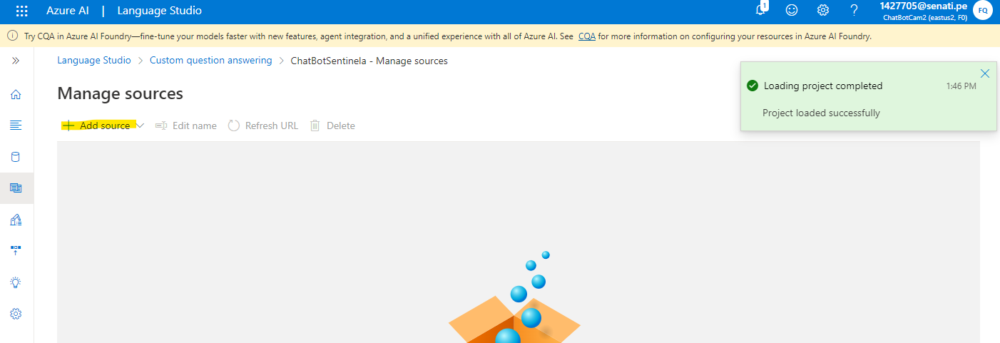 Azure AI | Language Studio
1
1427705@senati.pe
ChatBotCam2 (eastus2, F0)
FQ
Try CQA in Azure AI Foundry—fine-tune your models faster with new features, agent integration, and a unified experience with all of Azure AI. See CQA for more information on configuring your resources in Azure AI Foundry.
Language Studio > Custom question answering > ChatBotSentinela - Manage sources
Manage sources
Loading project completed 1:46 PM
Project loaded successfully
Add source Edit name Refresh URL Delete